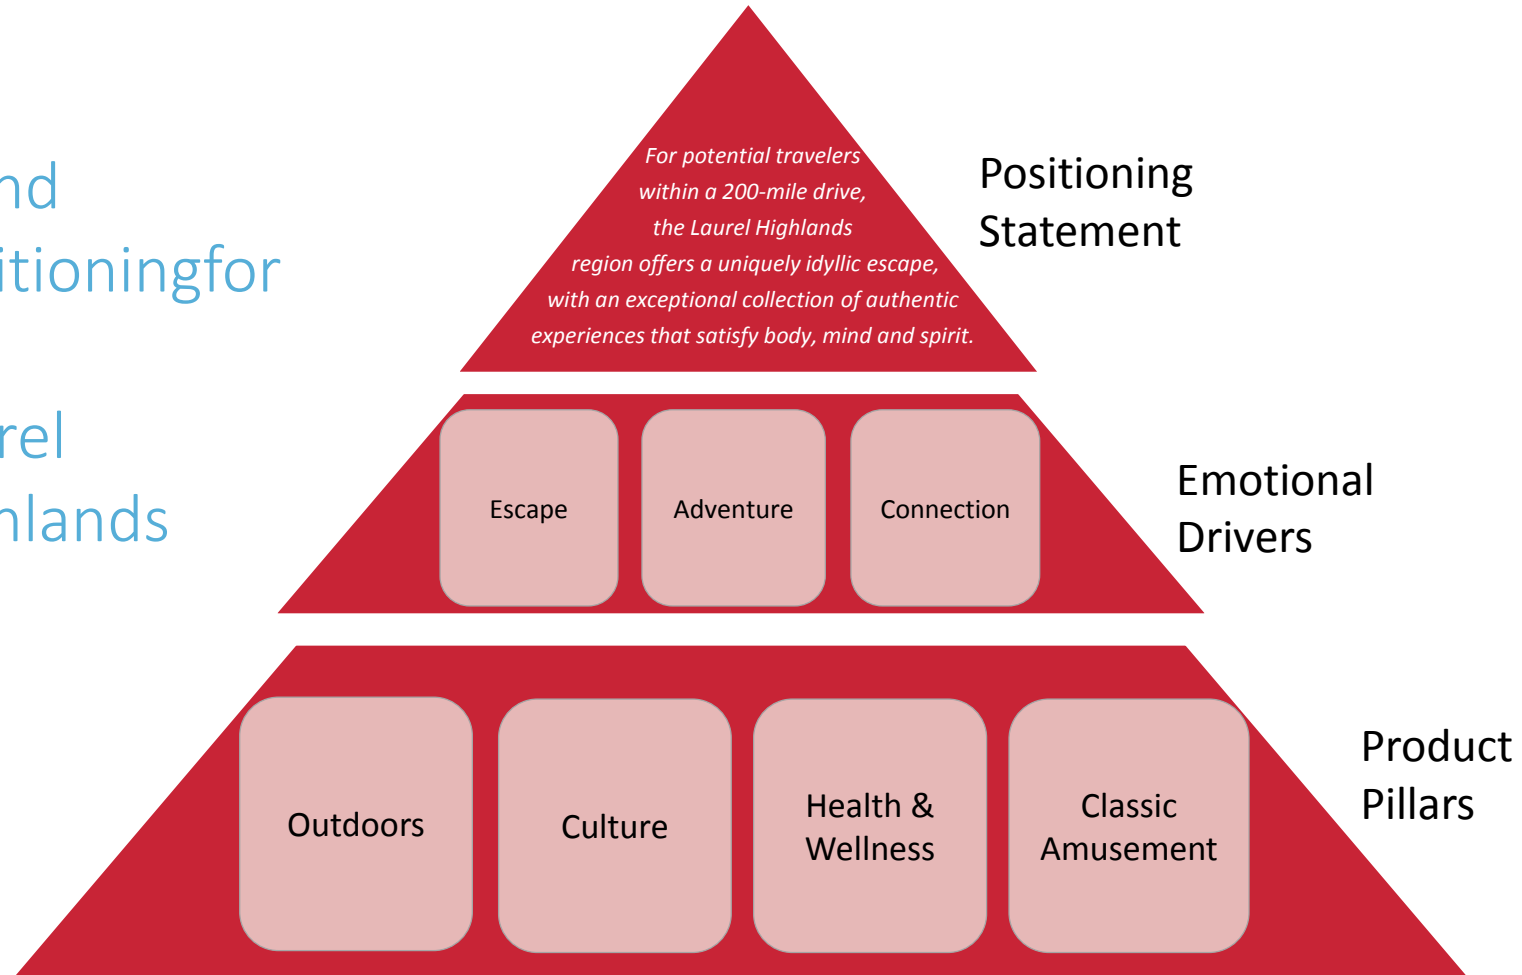 nd
itioningfor
rel
hlands
For potential travelers
within a 200-mile drive,
the Laurel Highlands
region offers a uniquely idyllic escape,
with an exceptional collection of authentic
experiences that satisfy body, mind and spirit.
Positioning
Statement
Escape
Adventure
Connection
Emotional
Drivers
Outdoors
Culture
Health &
Wellness
Classic
Amusement
Product
Pillars